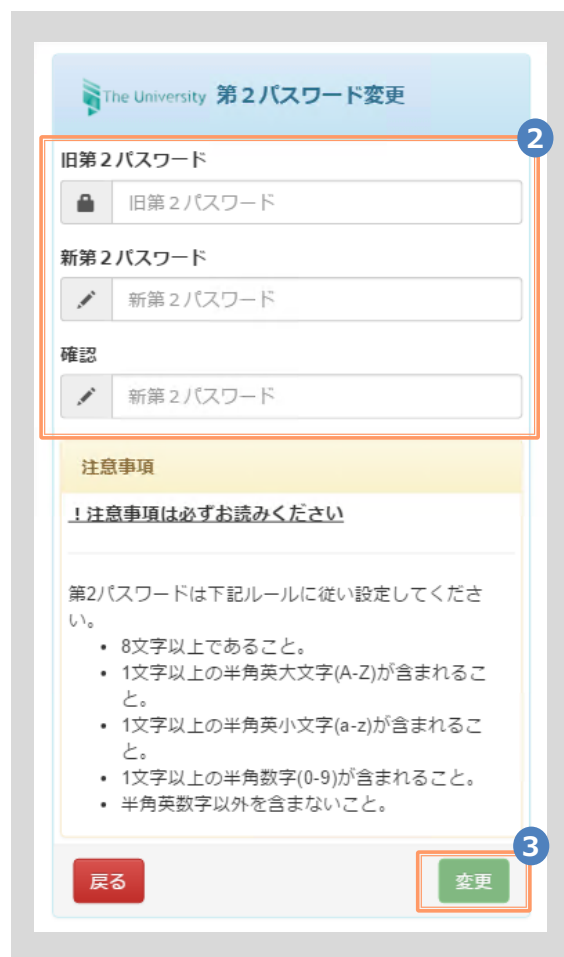 The University 第２パスワード変更
2
旧第２パスワード
旧第２パスワード
新第２パスワード
新第２パスワード
確認
新第２パスワード
注意事項
！注意事項は必ずお読みください
第2パスワードは下記ルールに従い設定してくださ
い。
• 8文字以上であること。
• 1文字以上の半角英大文字(A-Z)が含まれるこ
と。
• 1文字以上の半角英小文字(a-z)が含まれるこ
と。
• 1文字以上の半角数字(0-9)が含まれること。
• 半角英数字以外を含まないこと。
3
戻る 変更